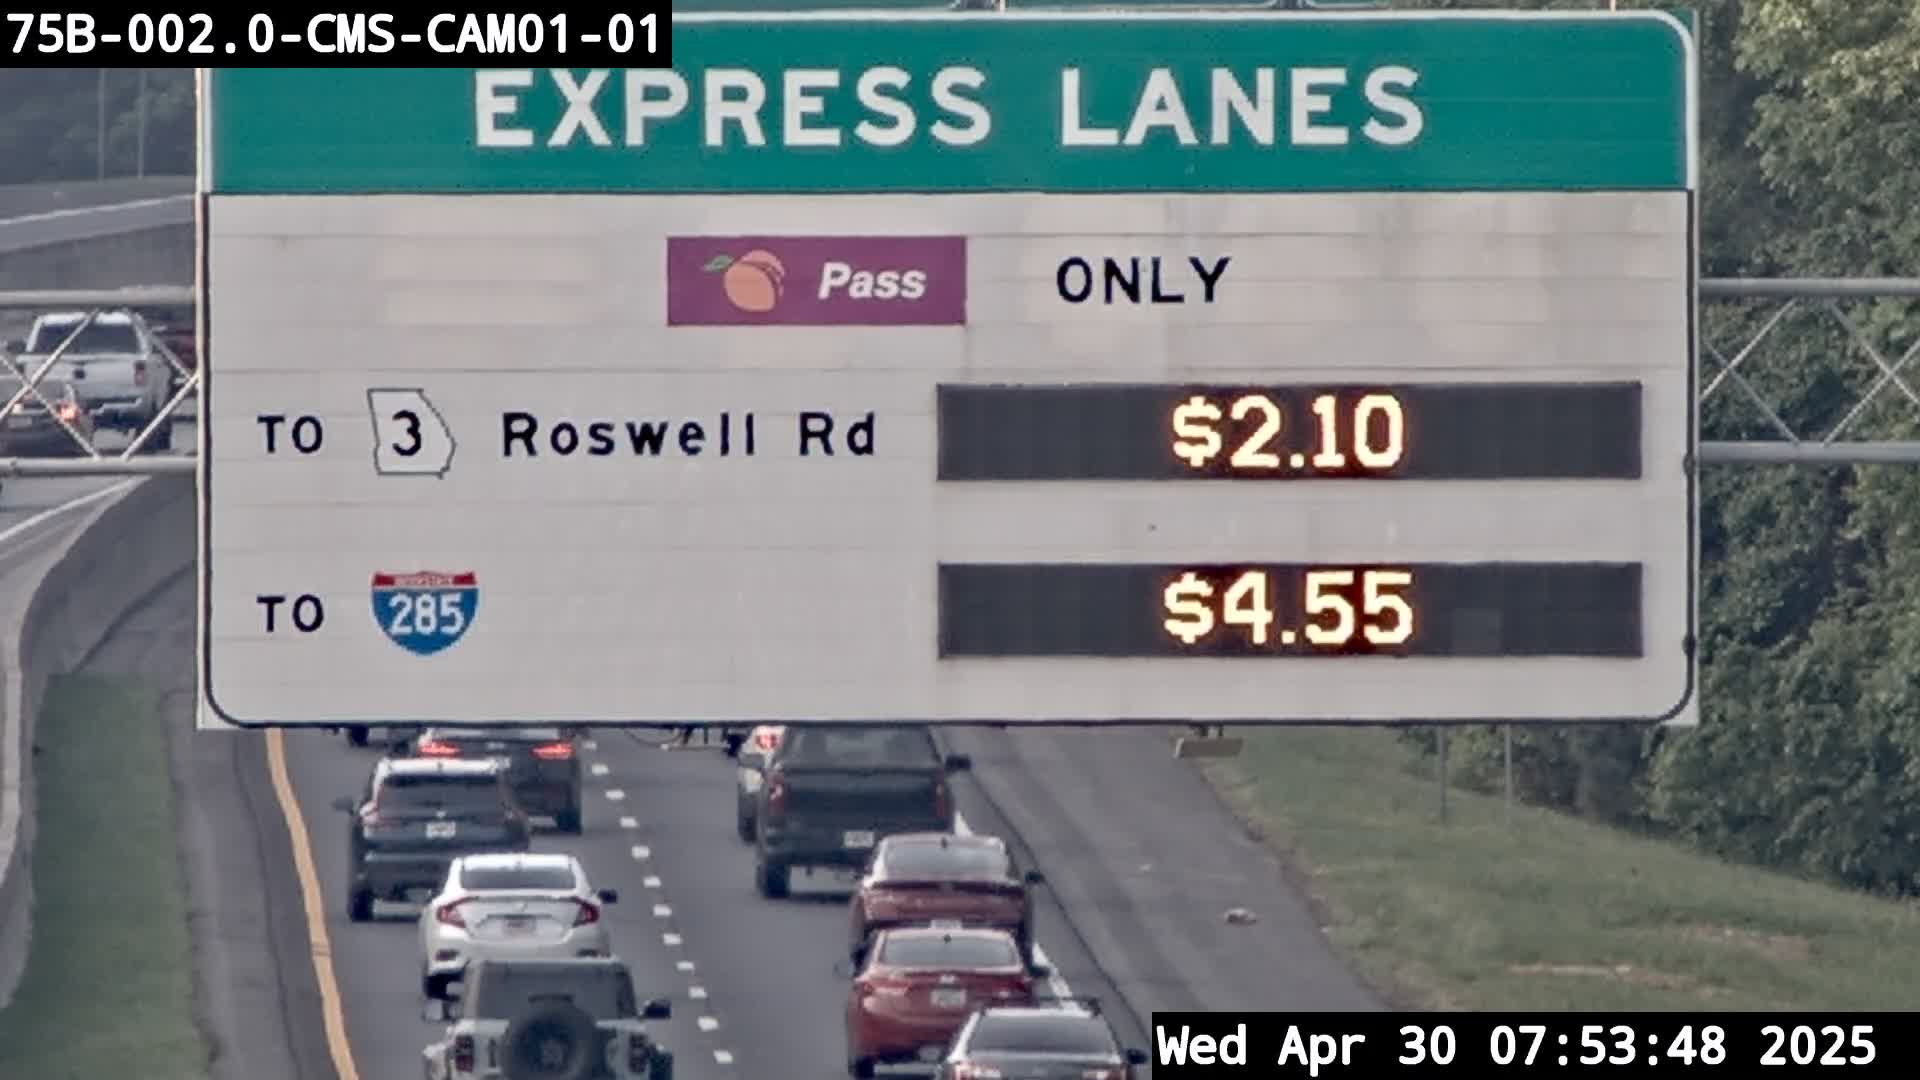 75B-002.0-CMS-CAM01-01
EXPRESS LANES
Pass ONLY
TO 3 Roswell Rd $2.10
TO INTERSTATE 285 $4.55
Wed Apr 30 07:53:48 2025